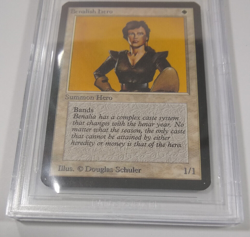 Benalish Hero
Summon Hero
Bands
Benalia has a complex caste system
that changes with the lunar year. No
matter what the season, the only caste
that cannot be attained by either
heredity or money is that of the hero.
Illus. © Douglas Schuler
1/1